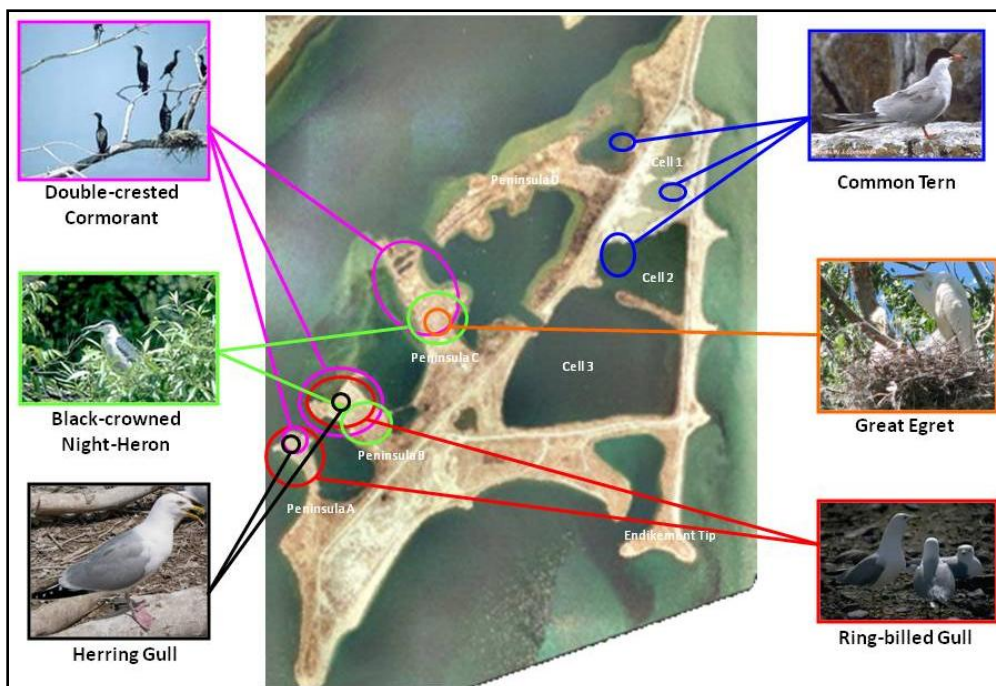 Double-crested
Cormorant
Black-crowned
Night-Heron
Herring Gull
Cell 1
Peninsula D
Cell 2
Peninsula C
Cell 3
Peninsula B
Peninsula A
Endikement Tip
Common Tern
Great Egret
Ring-billed Gull